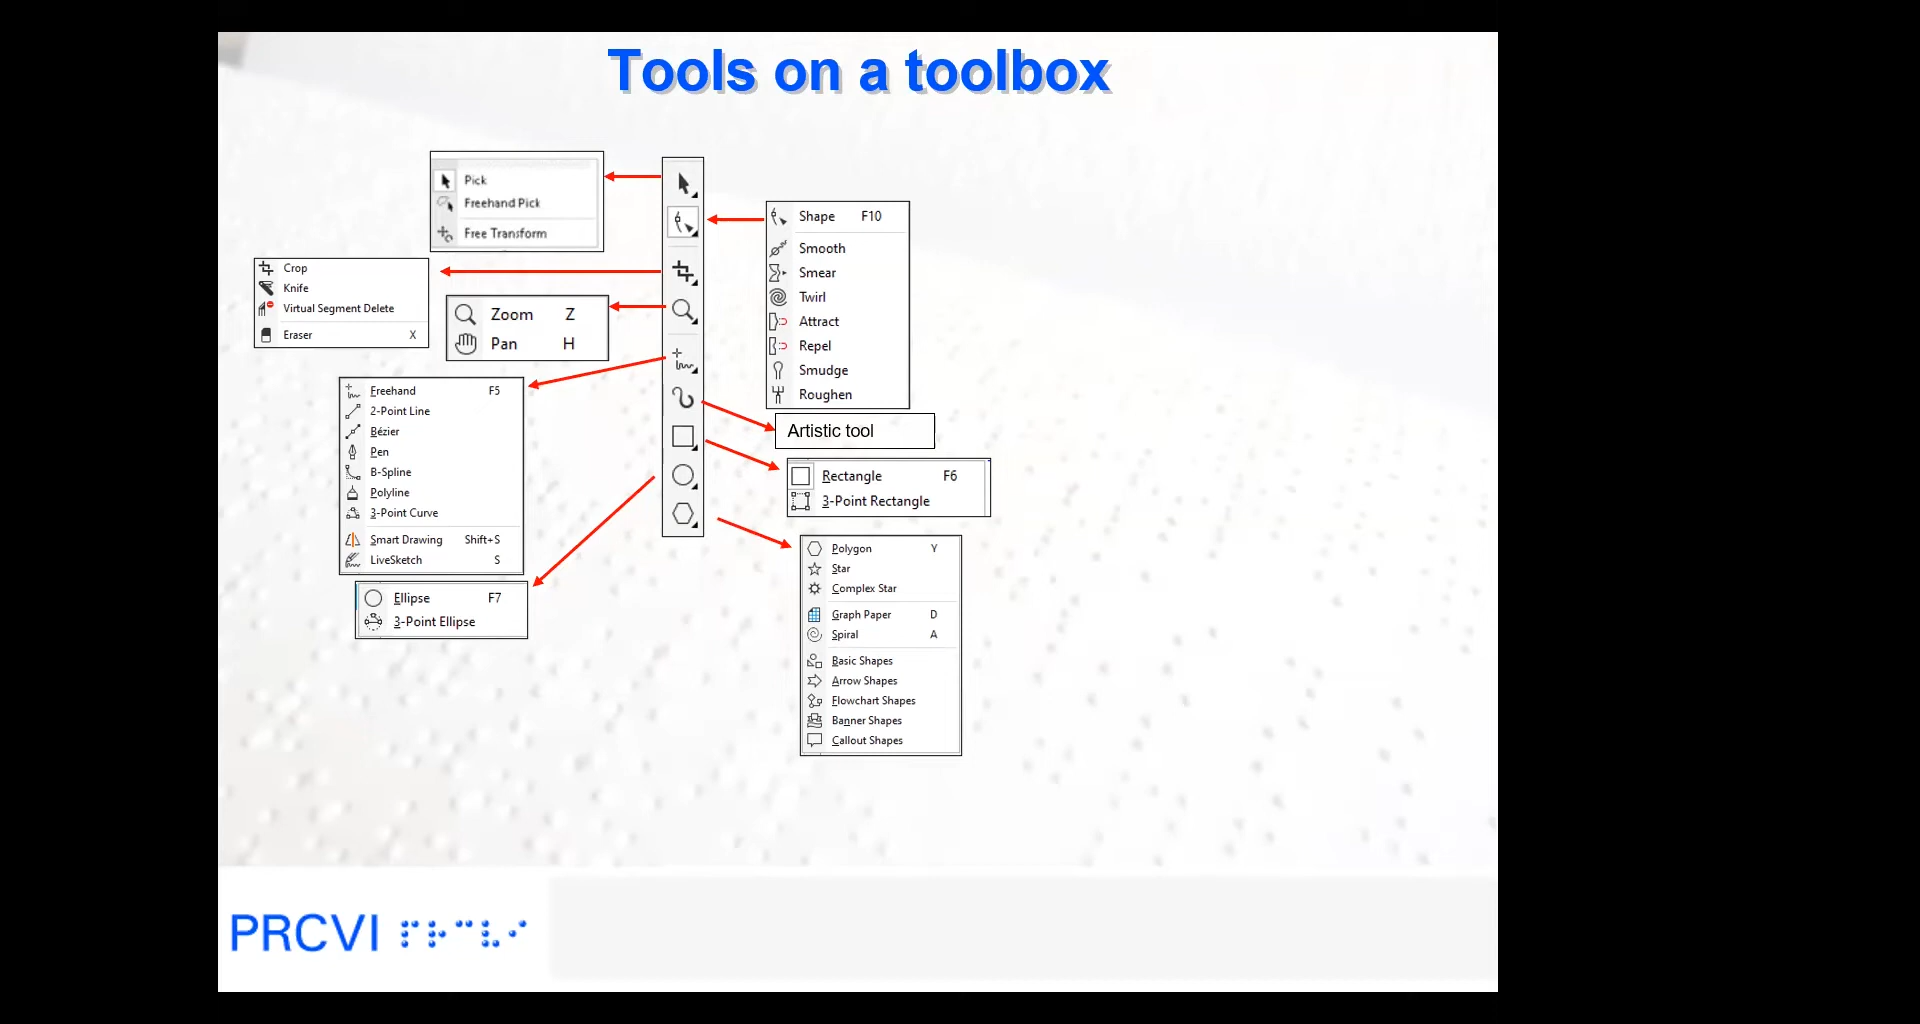 Tools on a toolbox
Pick
Freehand Pick
Free Transform
Shape F10
Smooth
Smear
Twirl
Attract
Repel
Smudge
Roughen
Crop
Knife
Virtual Segment Delete
Eraser X
Zoom Z
Pan H
Freehand F5
2-Point Line
Bézier
Pen
B-Spline
Polyline
3-Point Curve
Smart Drawing Shift+S
LiveSketch S
Artistic tool
Rectangle F6
3-Point Rectangle
Ellipse F7
3-Point Ellipse
Polygon Y
Star
Complex Star
Graph Paper D
Spiral A
Basic Shapes
Arrow Shapes
Flowchart Shapes
Banner Shapes
Callout Shapes
PRCVI ⠏⠗⠉⠧⠊